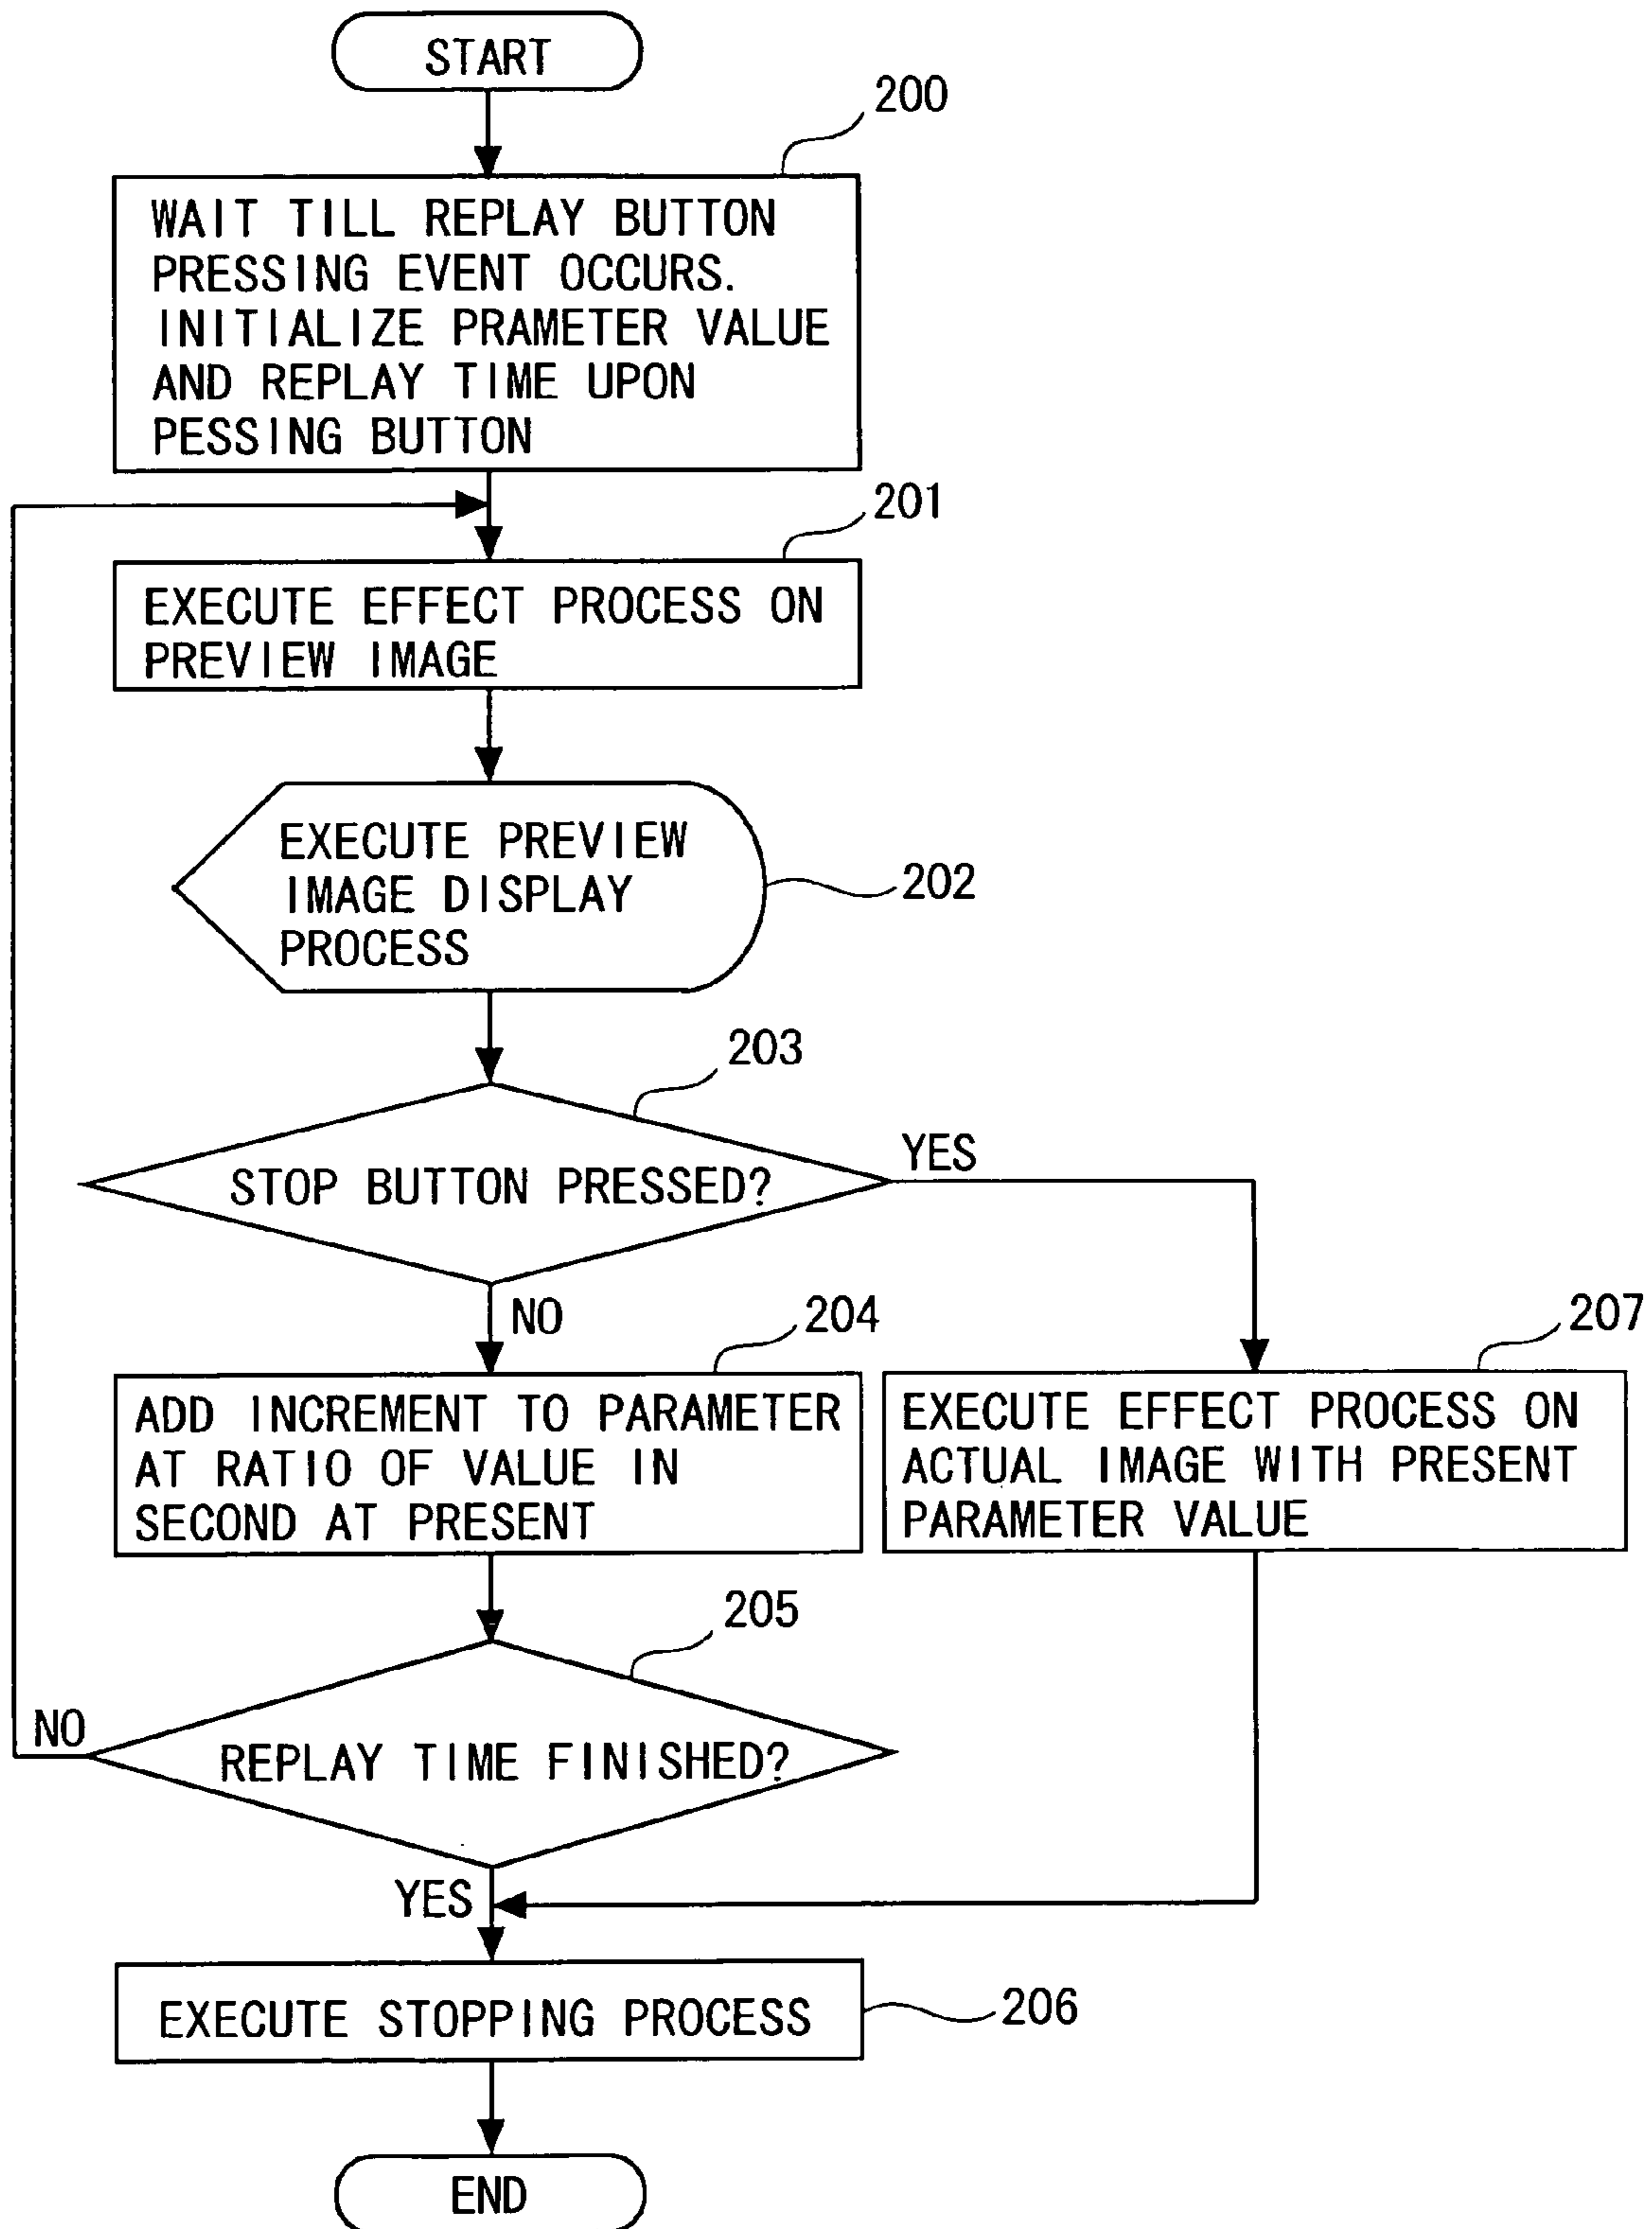 START
200
WAIT TILL REPLAY BUTTON
PRESSING EVENT OCCURS.
INITIALIZE PRAMETER VALUE
AND REPLAY TIME UPON
PESSING BUTTON
201
EXECUTE EFFECT PROCESS ON
PREVIEW IMAGE
EXECUTE PREVIEW
IMAGE DISPLAY
PROCESS
202
203
STOP BUTTON PRESSED?
YES
NO
204
ADD INCREMENT TO PARAMETER
AT RATIO OF VALUE IN
SECOND AT PRESENT
207
EXECUTE EFFECT PROCESS ON
ACTUAL IMAGE WITH PRESENT
PARAMETER VALUE
205
REPLAY TIME FINISHED?
NO
YES
EXECUTE STOPPING PROCESS
206
END